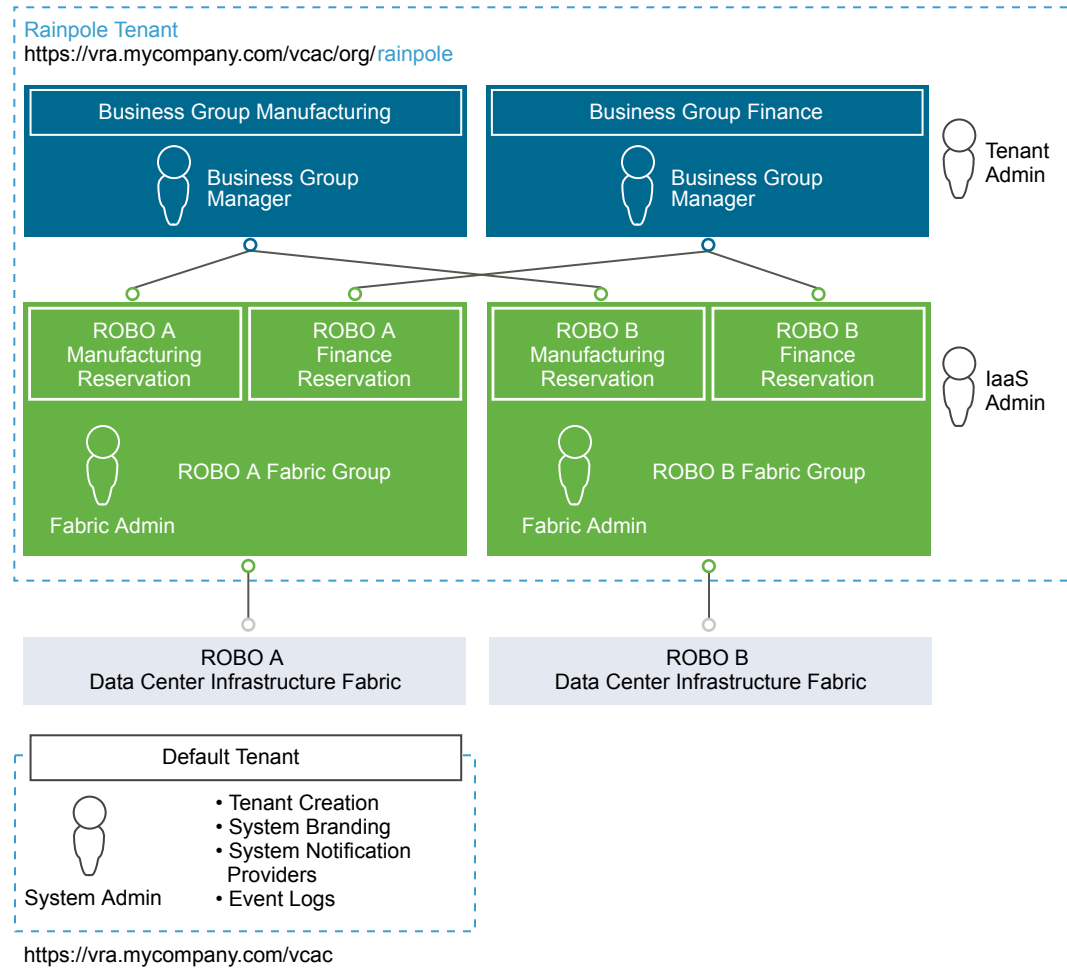 Rainpole Tenant
https://vra.mycompany.com/vcac/org/rainpole
Business Group Manufacturing
Business Group
Manager
Business Group Finance
Business Group
Manager
Tenant
Admin
ROBO A
Manufacturing
Reservation
ROBO A
Finance
Reservation
ROBO B
Manufacturing
Reservation
ROBO B
Finance
Reservation
IaaS
Admin
ROBO A Fabric Group
Fabric Admin
ROBO B Fabric Group
Fabric Admin
ROBO A
Data Center Infrastructure Fabric
ROBO B
Data Center Infrastructure Fabric
Default Tenant
• Tenant Creation
• System Branding
• System Notification
Providers
• Event Logs
System Admin
https://vra.mycompany.com/vcac